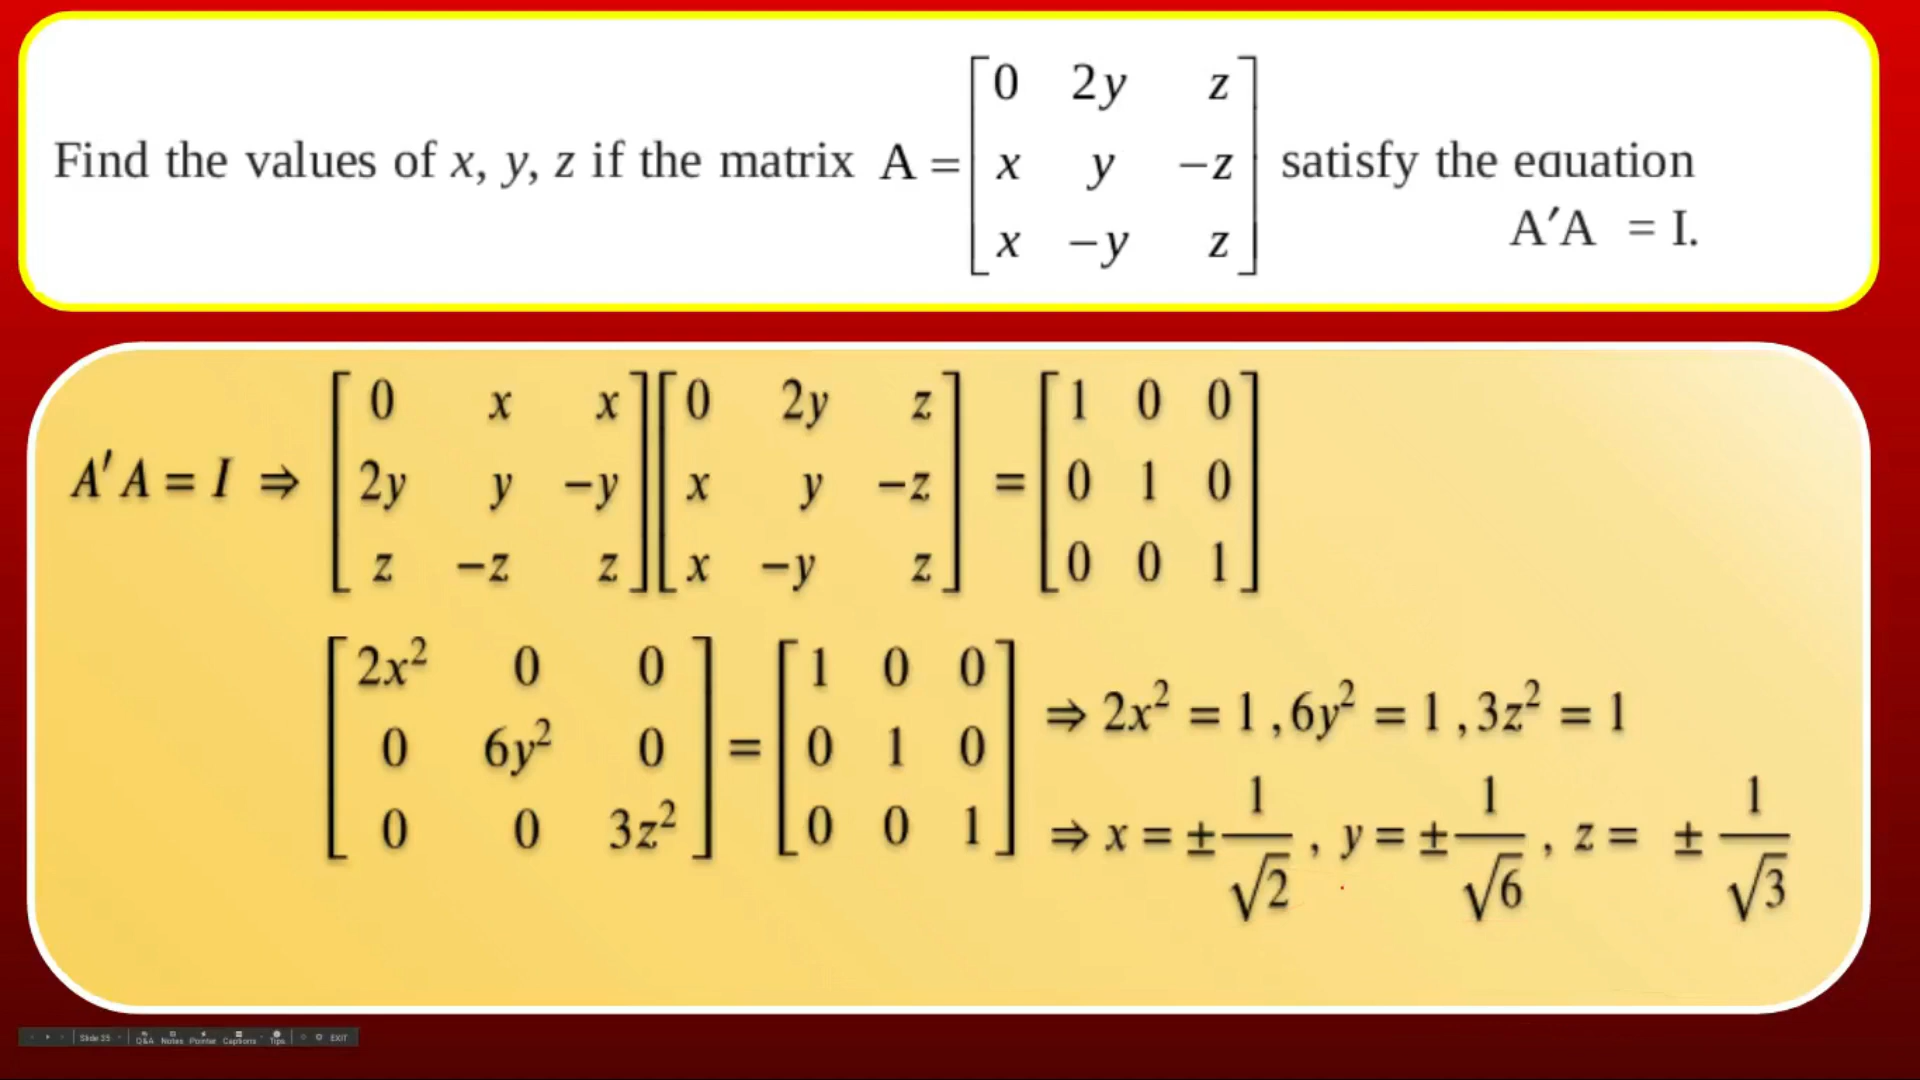 Find the values of x, y, z if the matrix A = [0 2y z; x y −z; x −y z] satisfy the equation
A′A = I.
A′A = I ⇒ [0 x x; 2y y −y; z −z z] [0 2y z; x y −z; x −y z] = [1 0 0; 0 1 0; 0 0 1]
[2x² 0 0; 0 6y² 0; 0 0 3z²] = [1 0 0; 0 1 0; 0 0 1] ⇒ 2x² = 1 , 6y² = 1 , 3z² = 1
⇒ x = ± 1/√2 , y = ± 1/√6 , z = ± 1/√3
Slide 35 Q&A Notes Pointer Captions Tips EXIT